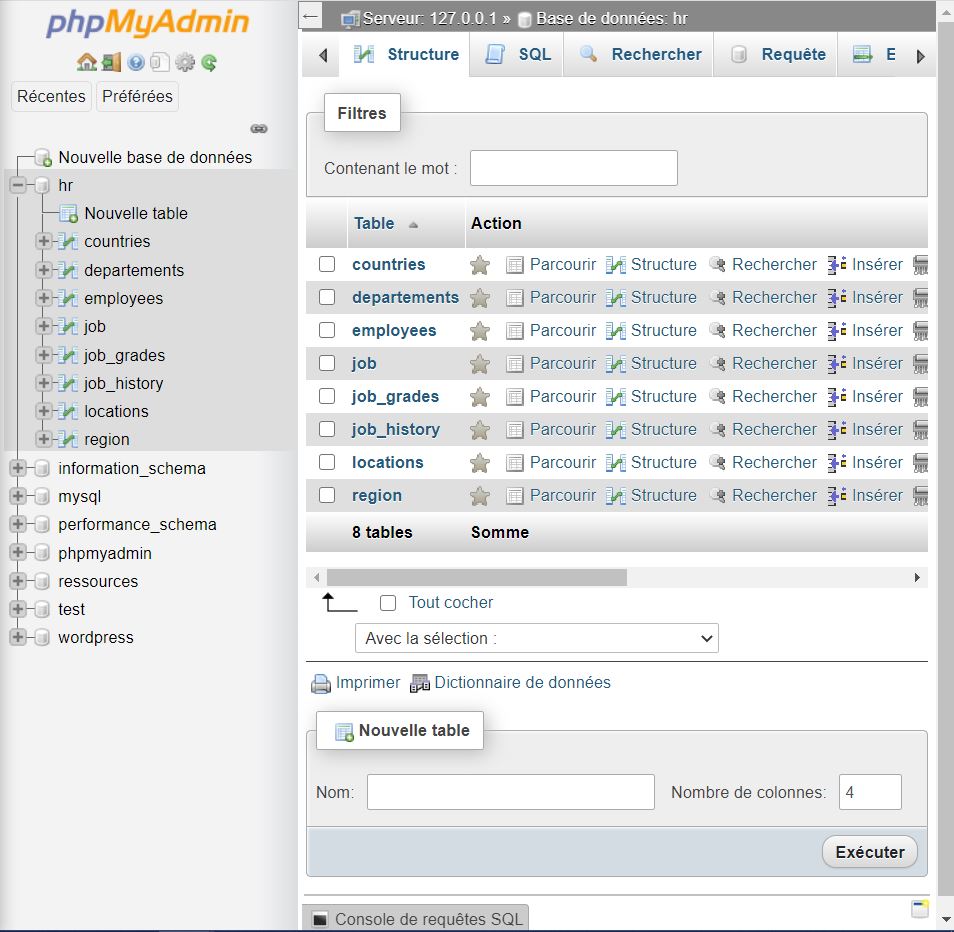 phpMyAdmin
Récentes Préférées
Nouvelle base de données
hr
Nouvelle table
countries
departements
employees
job
job_grades
job_history
locations
region
information_schema
mysql
performance_schema
phpmyadmin
ressources
test
wordpress
Serveur: 127.0.0.1 » Base de données: hr
Structure SQL Rechercher Requête E
Filtres
Contenant le mot :
Table Action
countries Parcourir Structure Rechercher Insérer
departements Parcourir Structure Rechercher Insérer
employees Parcourir Structure Rechercher Insérer
job Parcourir Structure Rechercher Insérer
job_grades Parcourir Structure Rechercher Insérer
job_history Parcourir Structure Rechercher Insérer
locations Parcourir Structure Rechercher Insérer
region Parcourir Structure Rechercher Insérer
8 tables Somme
Tout cocher
Avec la sélection :
Imprimer Dictionnaire de données
Nouvelle table
Nom: Nombre de colonnes: 4
Exécuter
Console de requêtes SQL